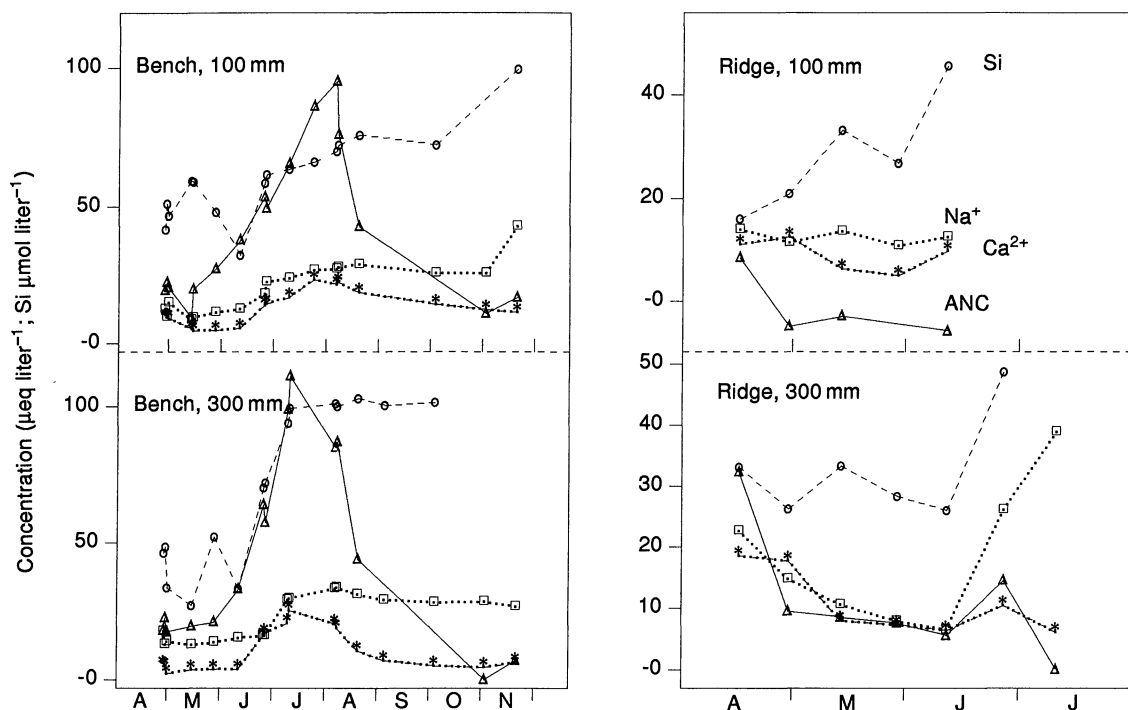 Concentration (μeq liter⁻¹; Si μmol liter⁻¹)
Bench, 100 mm
100
50
-0
Ridge, 100 mm
Si
40
20
Na⁺
Ca²⁺
-0
ANC
Bench, 300 mm
100
50
-0
A M J J A S O N
Ridge, 300 mm
50
40
30
20
10
-0
A M J J